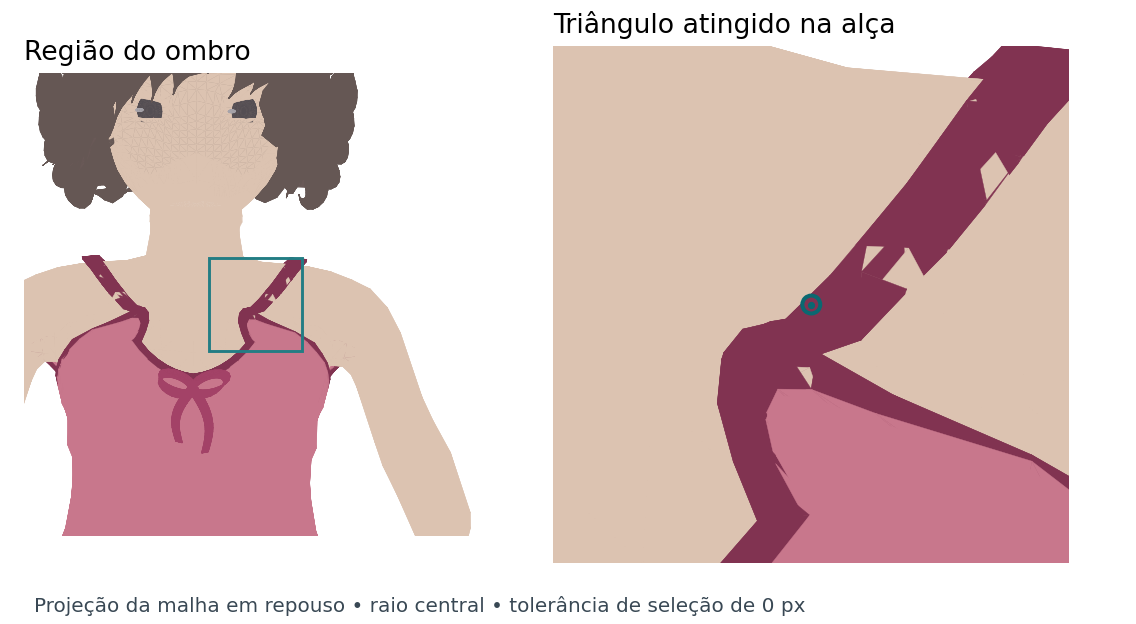 Triângulo atingido na alça
Região do ombro
Projeção da malha em repouso • raio central • tolerância de seleção de 0 px